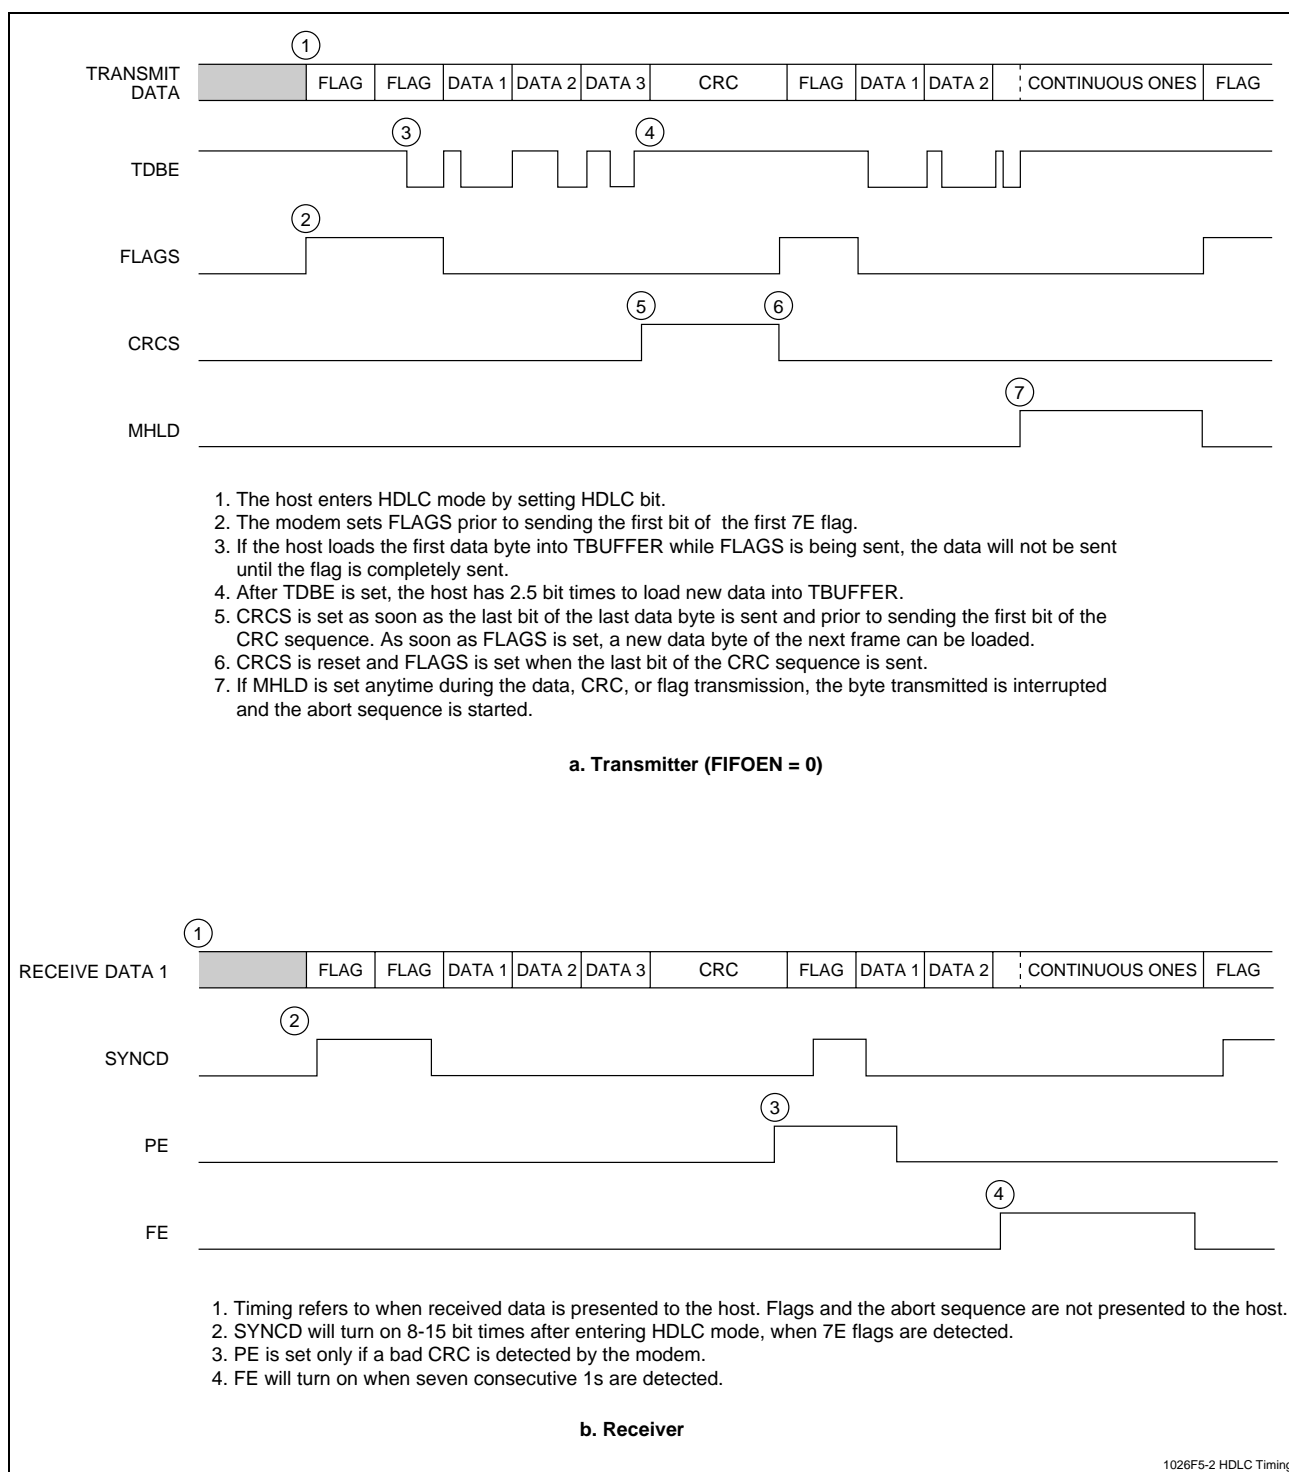 1
TRANSMIT
DATA
FLAG FLAG DATA 1 DATA 2 DATA 3 CRC FLAG DATA 1 DATA 2 CONTINUOUS ONES FLAG
3 4
TDBE
2
FLAGS
5 6
CRCS
7
MHLD
1. The host enters HDLC mode by setting HDLC bit.
2. The modem sets FLAGS prior to sending the first bit of the first 7E flag.
3. If the host loads the first data byte into TBUFFER while FLAGS is being sent, the data will not be sent
until the flag is completely sent.
4. After TDBE is set, the host has 2.5 bit times to load new data into TBUFFER.
5. CRCS is set as soon as the last bit of the last data byte is sent and prior to sending the first bit of the
CRC sequence. As soon as FLAGS is set, a new data byte of the next frame can be loaded.
6. CRCS is reset and FLAGS is set when the last bit of the CRC sequence is sent.
7. If MHLD is set anytime during the data, CRC, or flag transmission, the byte transmitted is interrupted
and the abort sequence is started.
a. Transmitter (FIFOEN = 0)
1
RECEIVE DATA 1 FLAG FLAG DATA 1 DATA 2 DATA 3 CRC FLAG DATA 1 DATA 2 CONTINUOUS ONES FLAG
2
SYNCD
3
PE
4
FE
1. Timing refers to when received data is presented to the host. Flags and the abort sequence are not presented to the host.
2. SYNCD will turn on 8-15 bit times after entering HDLC mode, when 7E flags are detected.
3. PE is set only if a bad CRC is detected by the modem.
4. FE will turn on when seven consecutive 1s are detected.
b. Receiver
1026F5-2 HDLC Timing